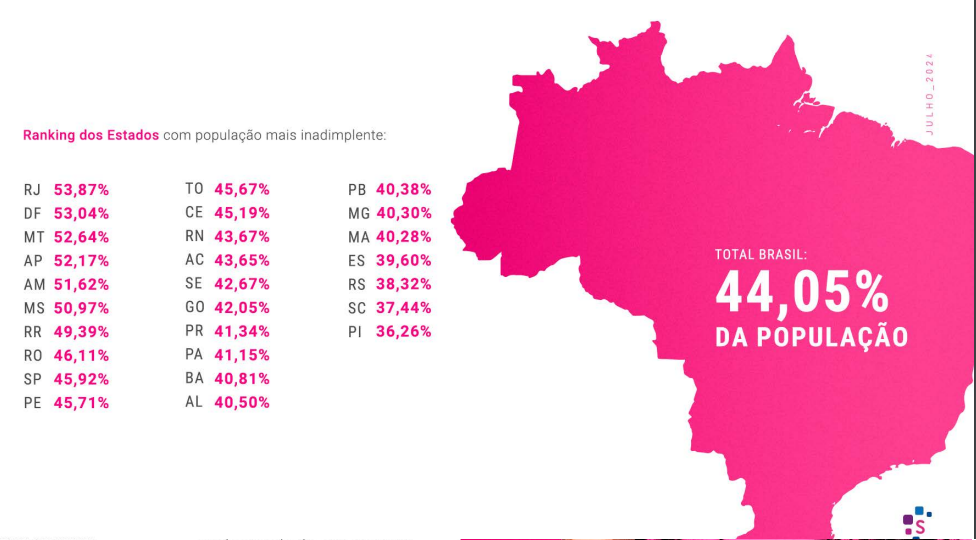 JULHO_2024
Ranking dos Estados com população mais inadimplente:
RJ 53,87%
DF 53,04%
MT 52,64%
AP 52,17%
AM 51,62%
MS 50,97%
RR 49,39%
RO 46,11%
SP 45,92%
PE 45,71%
TO 45,67%
CE 45,19%
RN 43,67%
AC 43,65%
SE 42,67%
GO 42,05%
PR 41,34%
PA 41,15%
BA 40,81%
AL 40,50%
PB 40,38%
MG 40,30%
MA 40,28%
ES 39,60%
RS 38,32%
SC 37,44%
PI 36,26%
TOTAL BRASIL:
44,05%
DA POPULAÇÃO
S